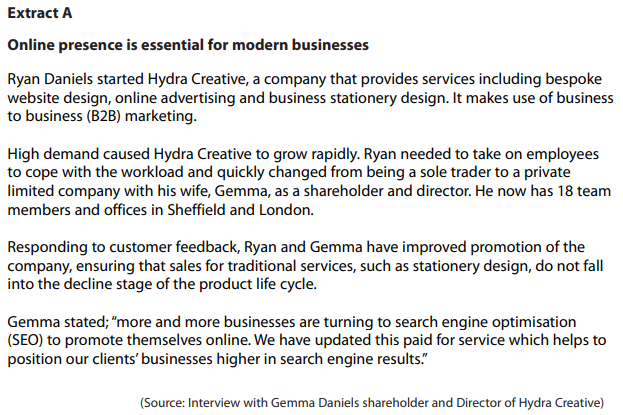 Extract A
Online presence is essential for modern businesses
Ryan Daniels started Hydra Creative, a company that provides services including bespoke
website design, online advertising and business stationery design. It makes use of business
to business (B2B) marketing.
High demand caused Hydra Creative to grow rapidly. Ryan needed to take on employees
to cope with the workload and quickly changed from being a sole trader to a private
limited company with his wife, Gemma, as a shareholder and director. He now has 18 team
members and offices in Sheffield and London.
Responding to customer feedback, Ryan and Gemma have improved promotion of the
company, ensuring that sales for traditional services, such as stationery design, do not fall
into the decline stage of the product life cycle.
Gemma stated; “more and more businesses are turning to search engine optimisation
(SEO) to promote themselves online. We have updated this paid for service which helps to
position our clients’ businesses higher in search engine results.”
(Source: Interview with Gemma Daniels shareholder and Director of Hydra Creative)